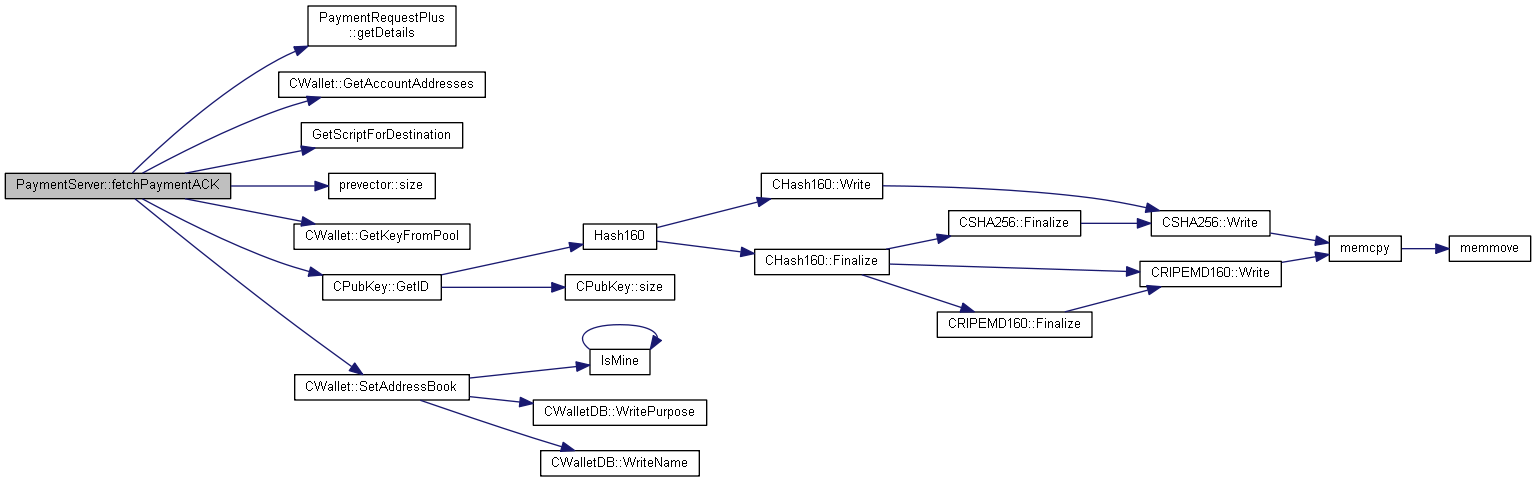 PaymentRequestPlus
::getDetails
CWallet::GetAccountAddresses
GetScriptForDestination
PaymentServer::fetchPaymentACK
prevector::size
CWallet::GetKeyFromPool
CPubKey::GetID
CWallet::SetAddressBook
Hash160
CPubKey::size
IsMine
CWalletDB::WritePurpose
CWalletDB::WriteName
CHash160::Write
CHash160::Finalize
CSHA256::Finalize
CRIPEMD160::Finalize
CSHA256::Write
CRIPEMD160::Write
memcpy
memmove